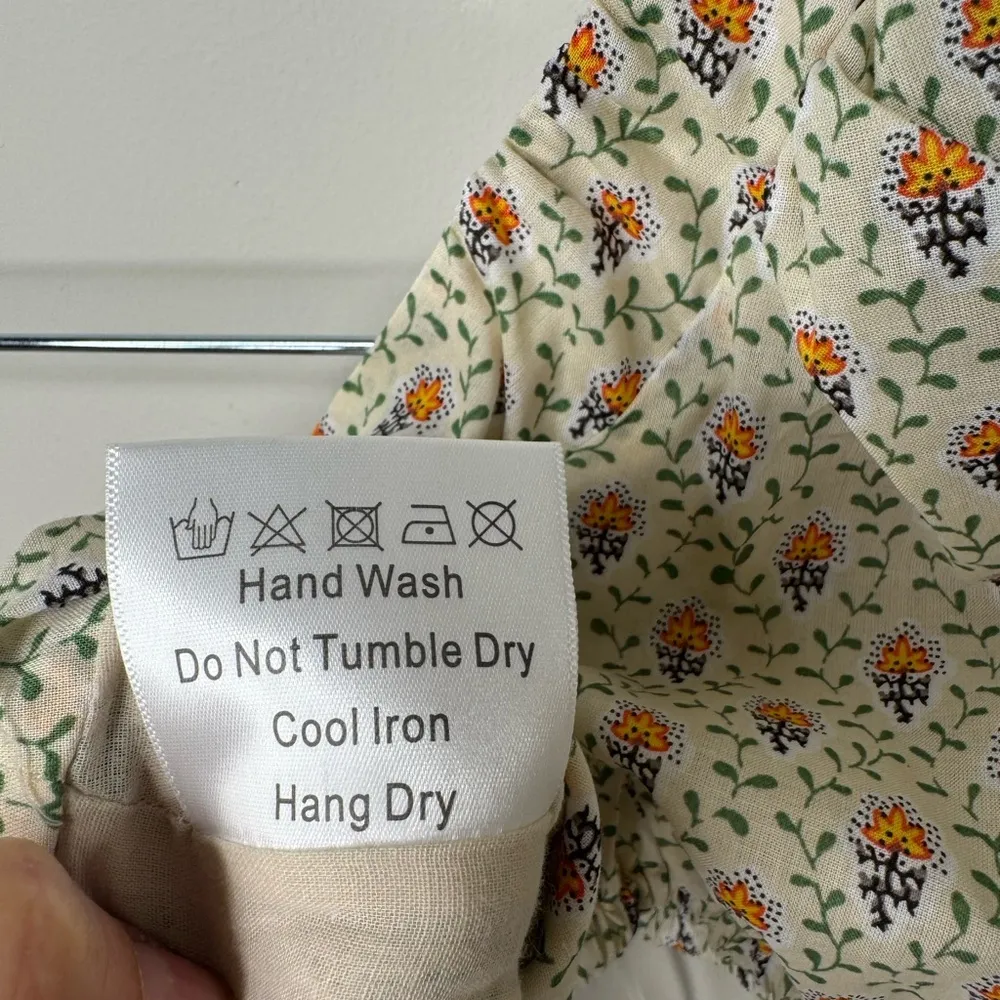 Hand Wash
Do Not Tumble Dry
Cool Iron
Hang Dry